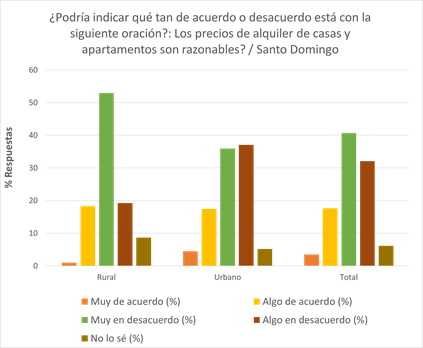 ¿Podría indicar qué tan de acuerdo o desacuerdo está con la
siguiente oración?: Los precios de alquiler de casas y
apartamentos son razonables? / Santo Domingo
% Respuestas
60
50
40
30
20
10
0
Rural
Urbano
Total
Muy de acuerdo (%)
Algo de acuerdo (%)
Muy en desacuerdo (%)
Algo en desacuerdo (%)
No lo sé (%)